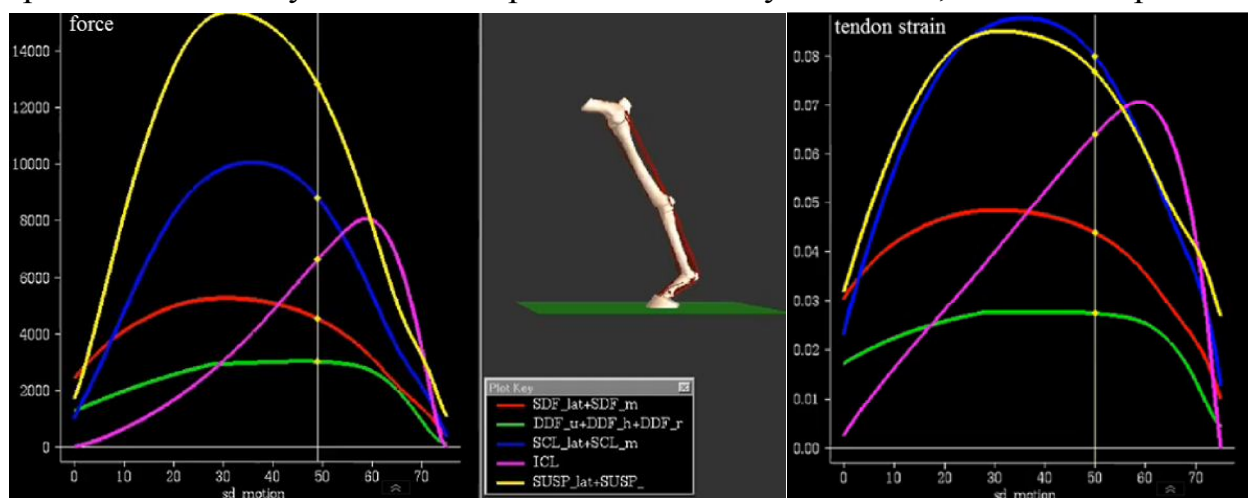 force
14000
12000
10000
8000
6000
4000
2000
0
0 10 20 30 40 50 60 70
sd_motion
Plot Key
SDF_lat+SDF_m
DDF_u+DDF_h+DDF_r
SCL_lat+SCL_m
ICL
SUSP_lat+SUSP_
tendon strain
0.08
0.07
0.06
0.05
0.04
0.03
0.02
0.01
0.00
0 10 20 30 40 50 60 70
sd_motion